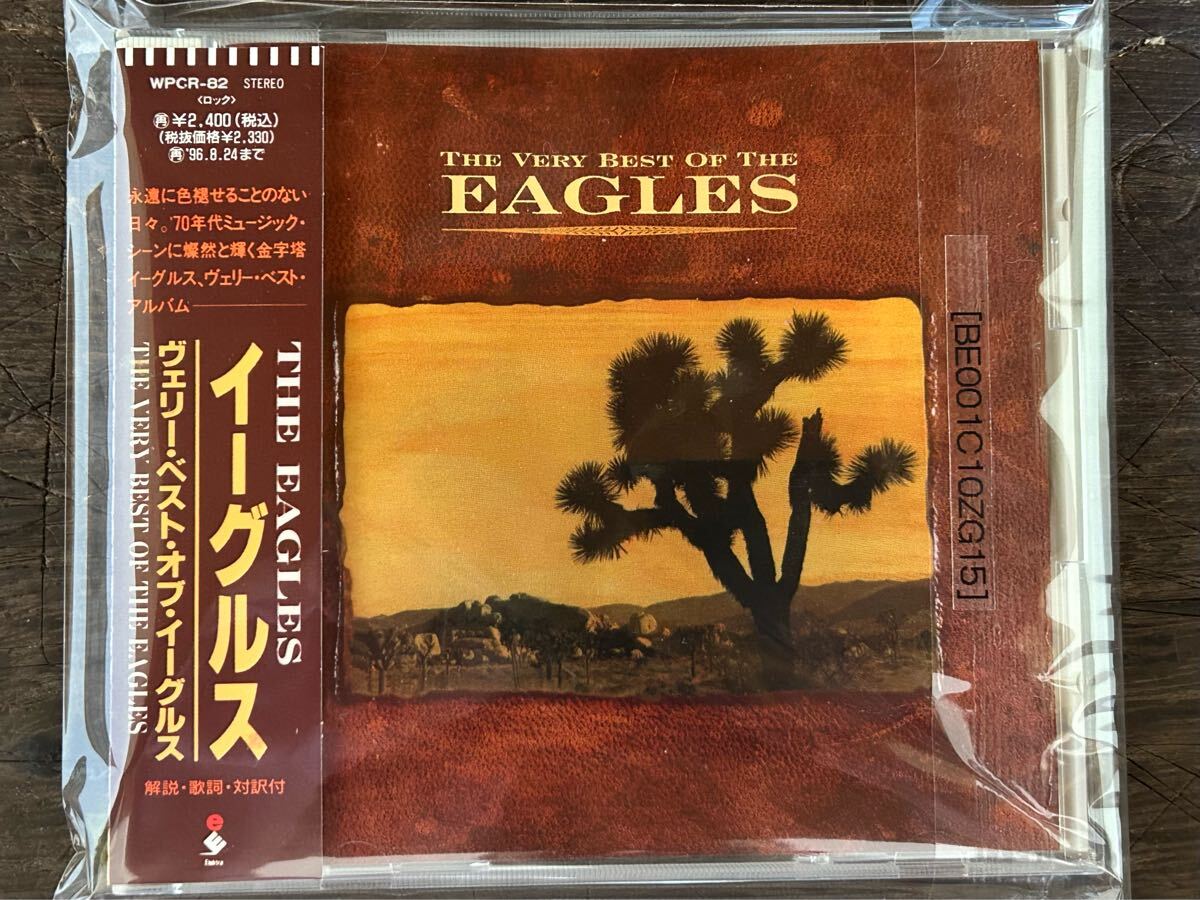 WPCR-82 STEREO
〈ロック〉
再¥2,400(税込)
(税抜価格¥2,330)
再'96.8.24まで
永遠に色褪せることのない
日々。'70年代ミュージック・
シーンに燦然と輝く金字塔
イーグルス、ヴェリー・ベスト・
アルバム
THE EAGLES
イーグルス
ヴェリー・ベスト・オブ・イーグルス
THE VERY BEST OF THE EAGLES
解説・歌詞・対訳付
e
Elektra
THE VERY BEST OF THE
EAGLES
[BE001C10ZG15]